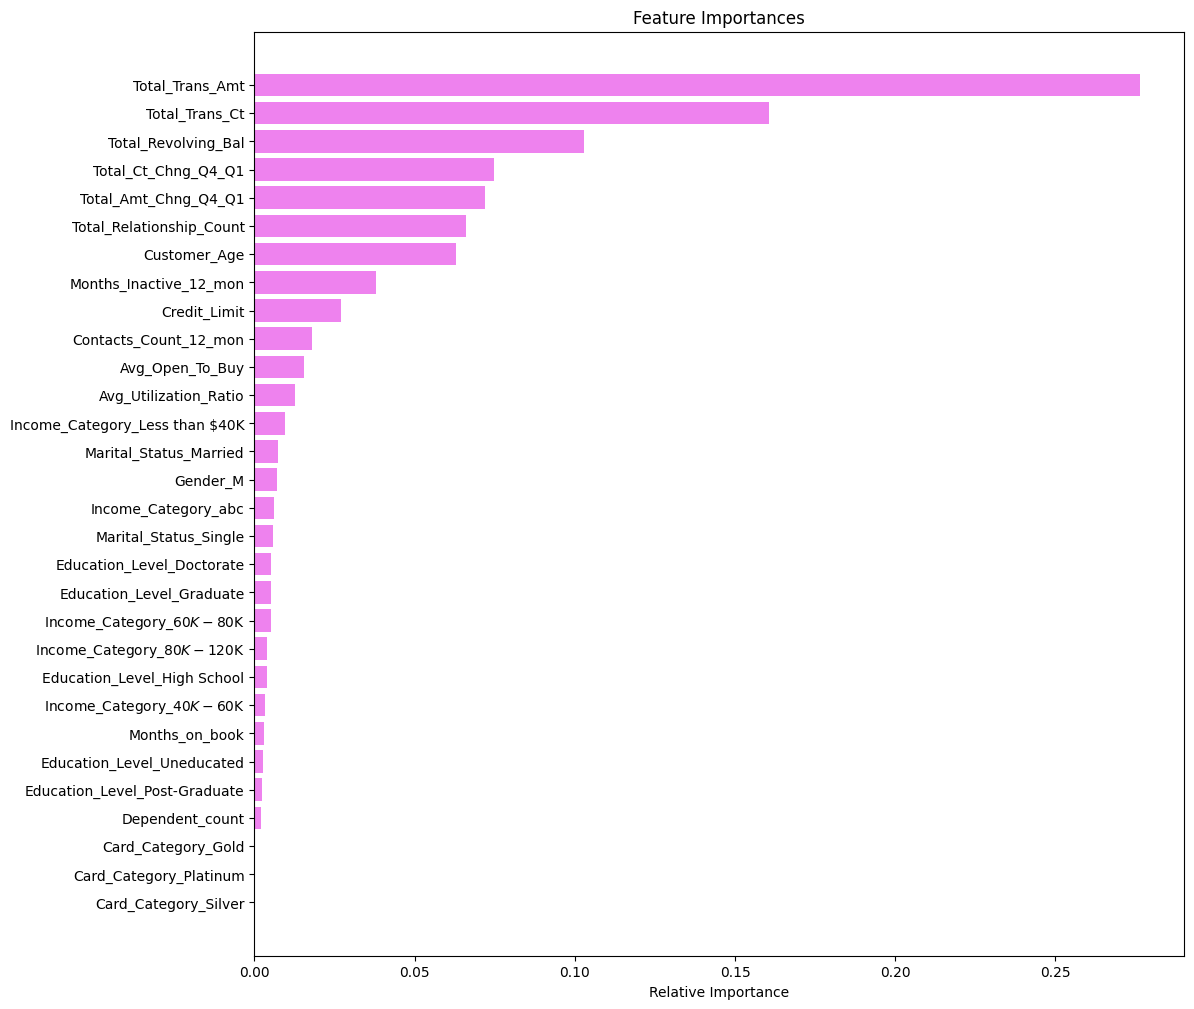 Feature Importances
Total_Trans_Amt
Total_Trans_Ct
Total_Revolving_Bal
Total_Ct_Chng_Q4_Q1
Total_Amt_Chng_Q4_Q1
Total_Relationship_Count
Customer_Age
Months_Inactive_12_mon
Credit_Limit
Contacts_Count_12_mon
Avg_Open_To_Buy
Avg_Utilization_Ratio
Income_Category_Less than $40K
Marital_Status_Married
Gender_M
Income_Category_abc
Marital_Status_Single
Education_Level_Doctorate
Education_Level_Graduate
Income_Category_60K − 80K
Income_Category_80K − 120K
Education_Level_High School
Income_Category_40K − 60K
Months_on_book
Education_Level_Uneducated
Education_Level_Post-Graduate
Dependent_count
Card_Category_Gold
Card_Category_Platinum
Card_Category_Silver
0.00 0.05 0.10 0.15 0.20 0.25
Relative Importance